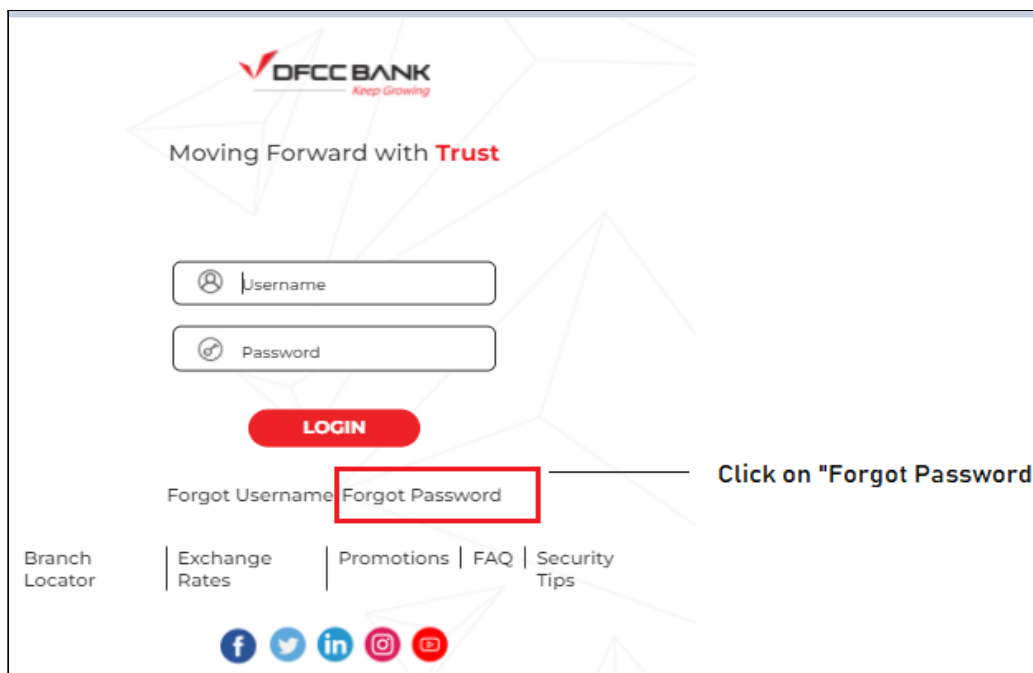 DFCC BANK
Keep Growing
Moving Forward with Trust
Username
Password
LOGIN
Forgot Username Forgot Password
Click on "Forgot Password
Branch Locator
Exchange Rates
Promotions
FAQ
Security Tips